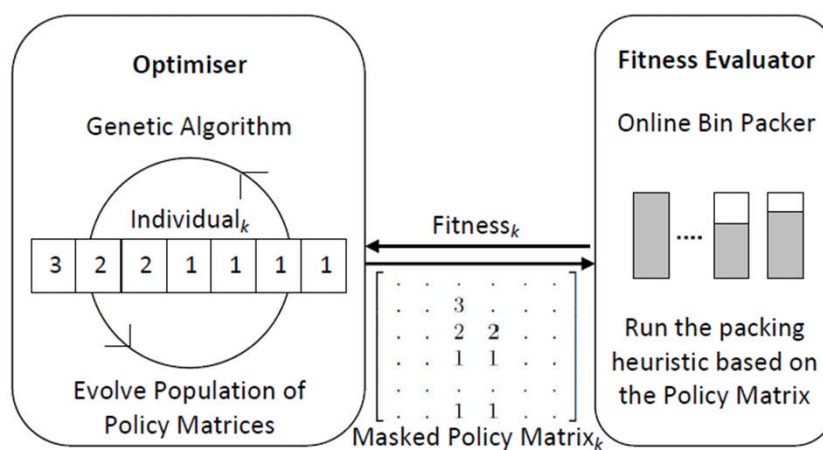 Optimiser
Genetic Algorithm
Individual_k
3 2 2 1 1 1 1
Evolve Population of
Policy Matrices
Fitness_k
. . . . . .
. . 3 . . .
. . 2 2 . .
. . 1 1 . .
. . . . . .
. . 1 1 . .
Masked Policy Matrix_k
Fitness Evaluator
Online Bin Packer
....
Run the packing
heuristic based on
the Policy Matrix